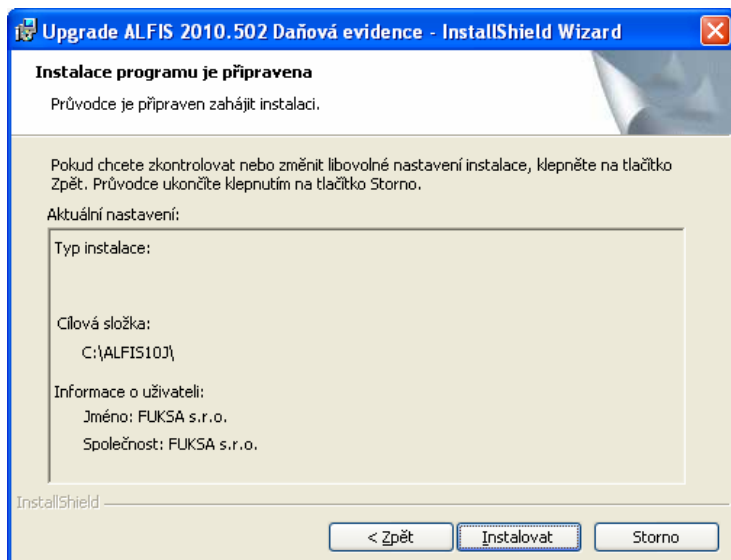 Upgrade ALFIS 2010.502 Daňová evidence - InstallShield Wizard
Instalace programu je připravena
Průvodce je připraven zahájit instalaci.
Pokud chcete zkontrolovat nebo změnit libovolné nastavení instalace, klepněte na tlačítko
Zpět. Průvodce ukončíte klepnutím na tlačítko Storno.
Aktuální nastavení:
Typ instalace:
Cílová složka:
C:\ALFIS10J\
Informace o uživateli:
Jméno: FUKSA s.r.o.
Společnost: FUKSA s.r.o.
InstallShield
< Zpět
Instalovat
Storno